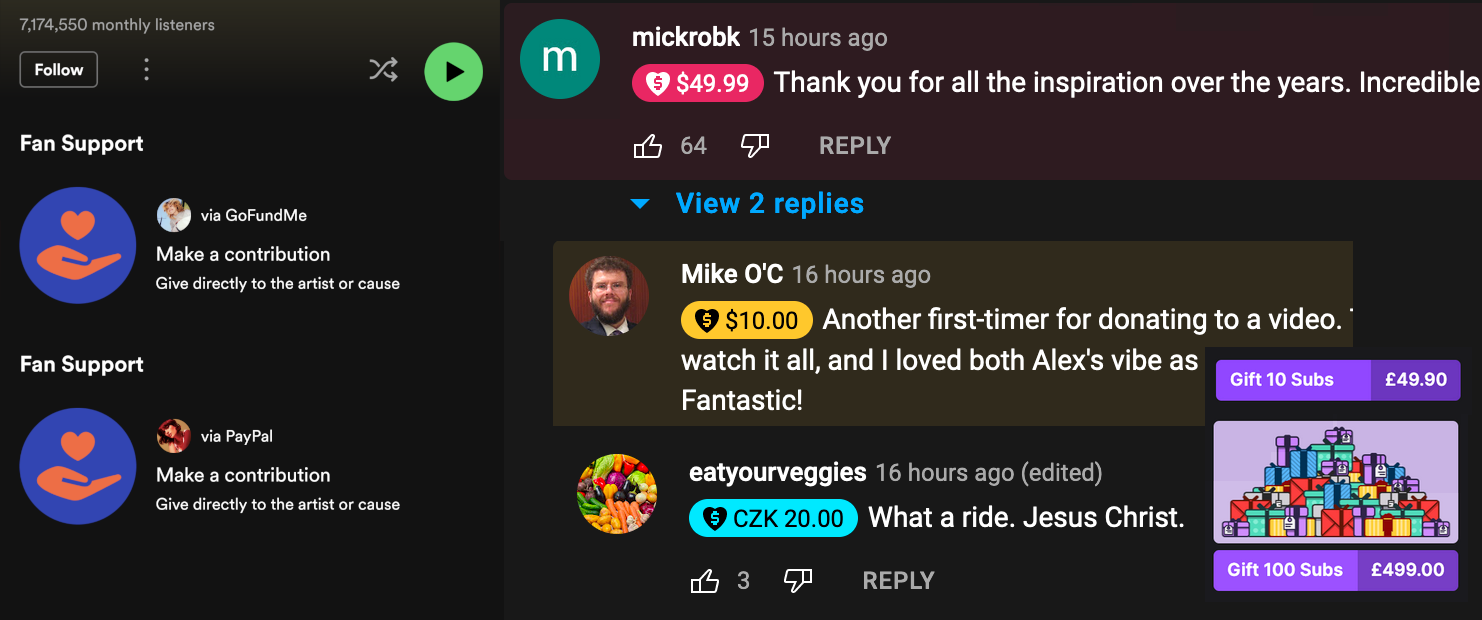 7,174,550 monthly listeners
Follow
Fan Support
via GoFundMe
Make a contribution
Give directly to the artist or cause
Fan Support
via PayPal
Make a contribution
Give directly to the artist or cause
m
mickrobk 15 hours ago
$49.99 Thank you for all the inspiration over the years. Incredible
64 REPLY
View 2 replies
Mike O'C 16 hours ago
$10.00 Another first-timer for donating to a video.
watch it all, and I loved both Alex's vibe as
Fantastic!
eatyourveggies 16 hours ago (edited)
CZK 20.00 What a ride. Jesus Christ.
3 REPLY
Gift 10 Subs £49.90
Gift 100 Subs £499.00